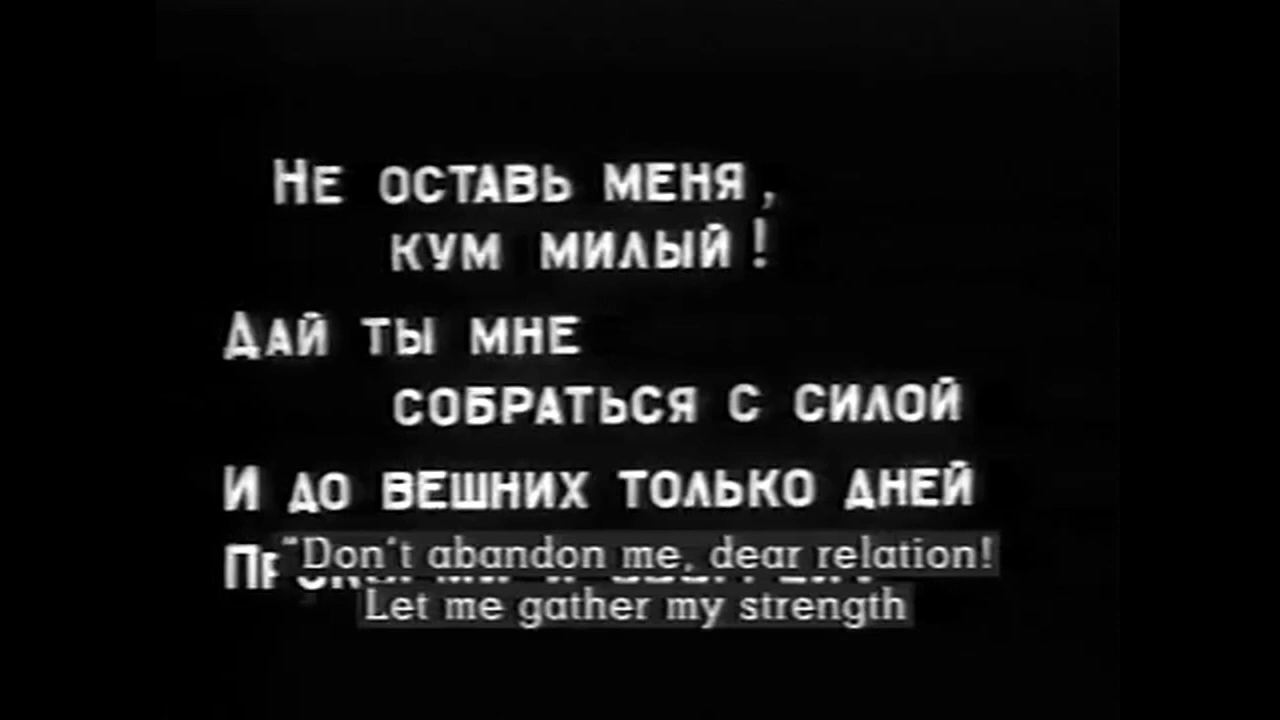 Не оставь меня,
кум милый!
Дай ты мне
собраться с силой
И до вешних только дней
"Don't abandon me, dear relation!
Let me gather my strength